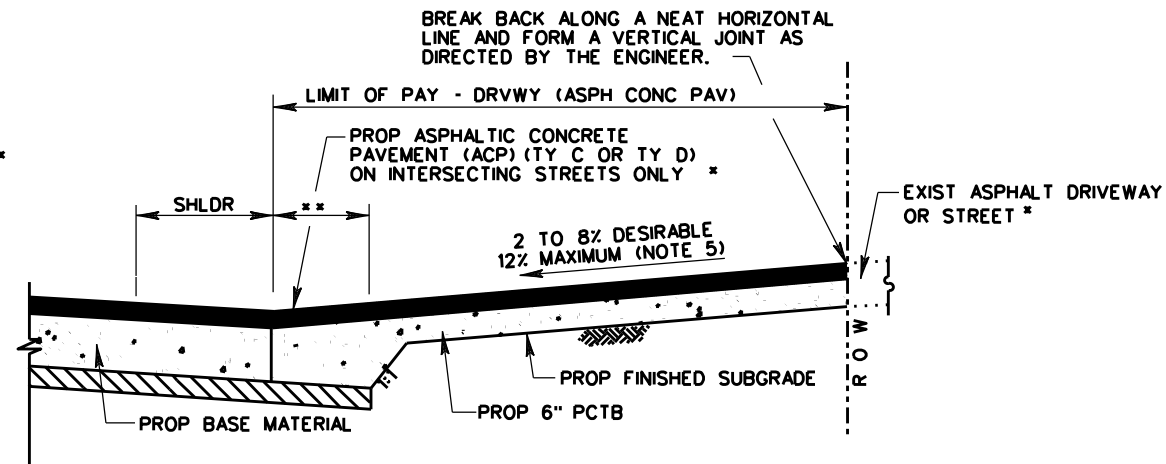 BREAK BACK ALONG A NEAT HORIZONTAL
LINE AND FORM A VERTICAL JOINT AS
DIRECTED BY THE ENGINEER.
LIMIT OF PAY - DRVWY (ASPH CONC PAV)
PROP ASPHALTIC CONCRETE
PAVEMENT (ACP) (TY C OR TY D)
ON INTERSECTING STREETS ONLY *
*
SHLDR
**
EXIST ASPHALT DRIVEWAY
OR STREET *
2 TO 8% DESIRABLE
12% MAXIMUM (NOTE 5)
ROW
1:1
PROP FINISHED SUBGRADE
PROP 6" PCTB
PROP BASE MATERIAL